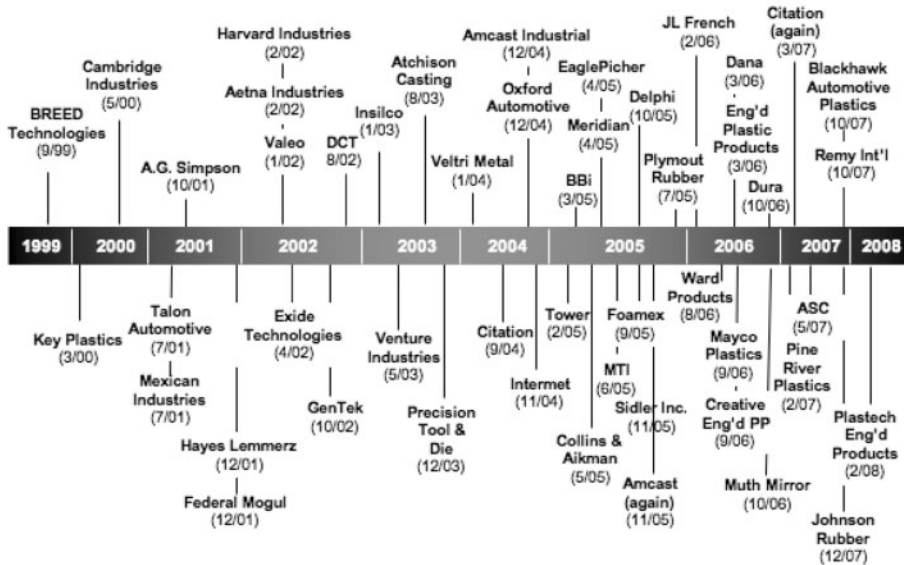 Harvard Industries
(2/02)
Aetna Industries
(2/02)
Valeo
(1/02)
Cambridge
Industries
(5/00)
BREED
Technologies
(9/99)
A.G. Simpson
(10/01)
DCT
8/02)
Insilco
(1/03)
Atchison
Casting
(8/03)
Veltri Metal
(1/04)
Amcast Industrial
(12/04)
Oxford
Automotive
(12/04)
EaglePicher
(4/05)
Meridian
(4/05)
BBi
(3/05)
Delphi
(10/05)
Plymout
Rubber
(7/05)
JL French
(2/06)
Dana
(3/06)
Eng'd
Plastic
Products
(3/06)
Dura
(10/06)
Citation
(again)
(3/07)
Blackhawk
Automotive
Plastics
(10/07)
Remy Int'l
(10/07)
1999 2000 2001 2002 2003 2004 2005 2006 2007 2008
Key Plastics
(3/00)
Talon
Automotive
(7/01)
Mexican
Industries
(7/01)
Hayes Lemmerz
(12/01)
Federal Mogul
(12/01)
Exide
Technologies
(4/02)
GenTek
(10/02)
Venture
Industries
(5/03)
Precision
Tool &
Die
(12/03)
Citation
(9/04)
Internet
(11/04)
Tower
(2/05)
Collins &
Aikman
(5/05)
Foamex
(9/05)
MTI
(6/05)
Sidler Inc.
(11/05)
Amcast
(again)
(11/05)
Ward
Products
(8/06)
Mayco
Plastics
(9/06)
Creative
Eng'd PP
(9/06)
Muth Mirror
(10/06)
ASC
(5/07)
Pine
River
Plastics
(2/07)
Plastech
Eng'd
Products
(2/08)
Johnson
Rubber
(12/07)